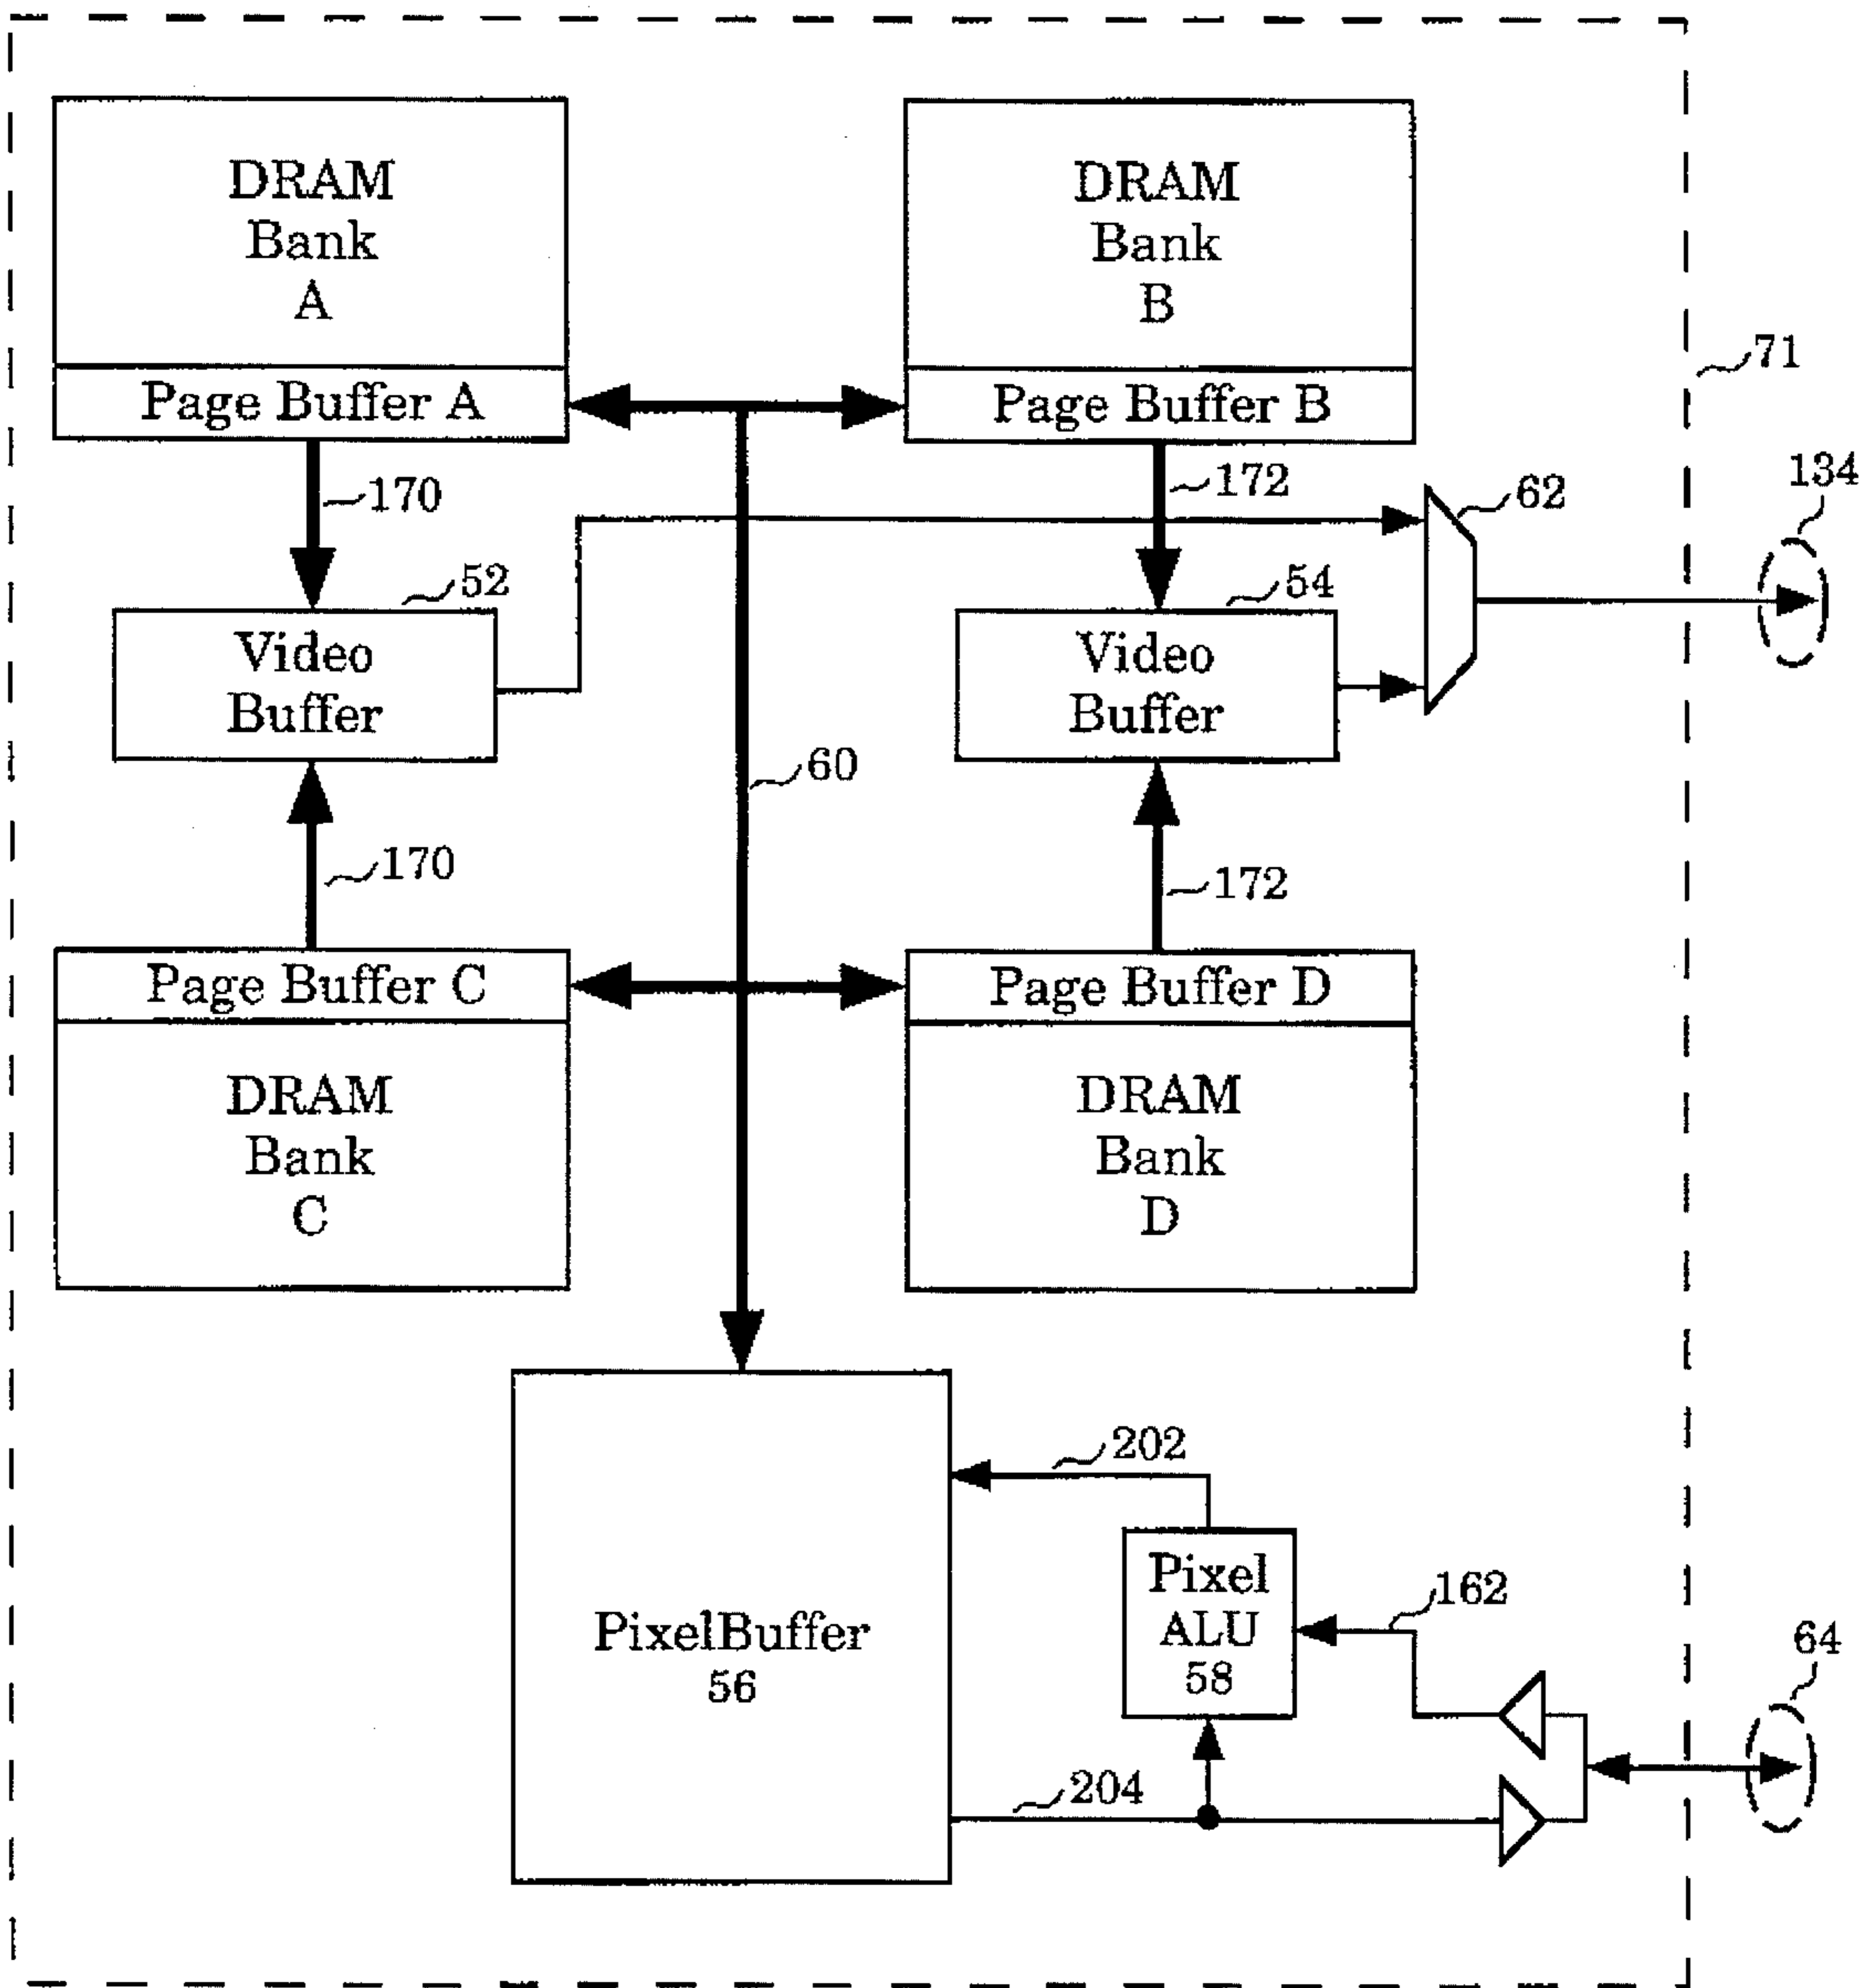 DRAM
Bank
A
Page Buffer A
DRAM
Bank
B
Page Buffer B
71
134
170
172
62
52
Video
Buffer
54
Video
Buffer
60
170
172
Page Buffer C
DRAM
Bank
C
Page Buffer D
DRAM
Bank
D
202
Pixel
ALU
58
162
PixelBuffer
56
64
204